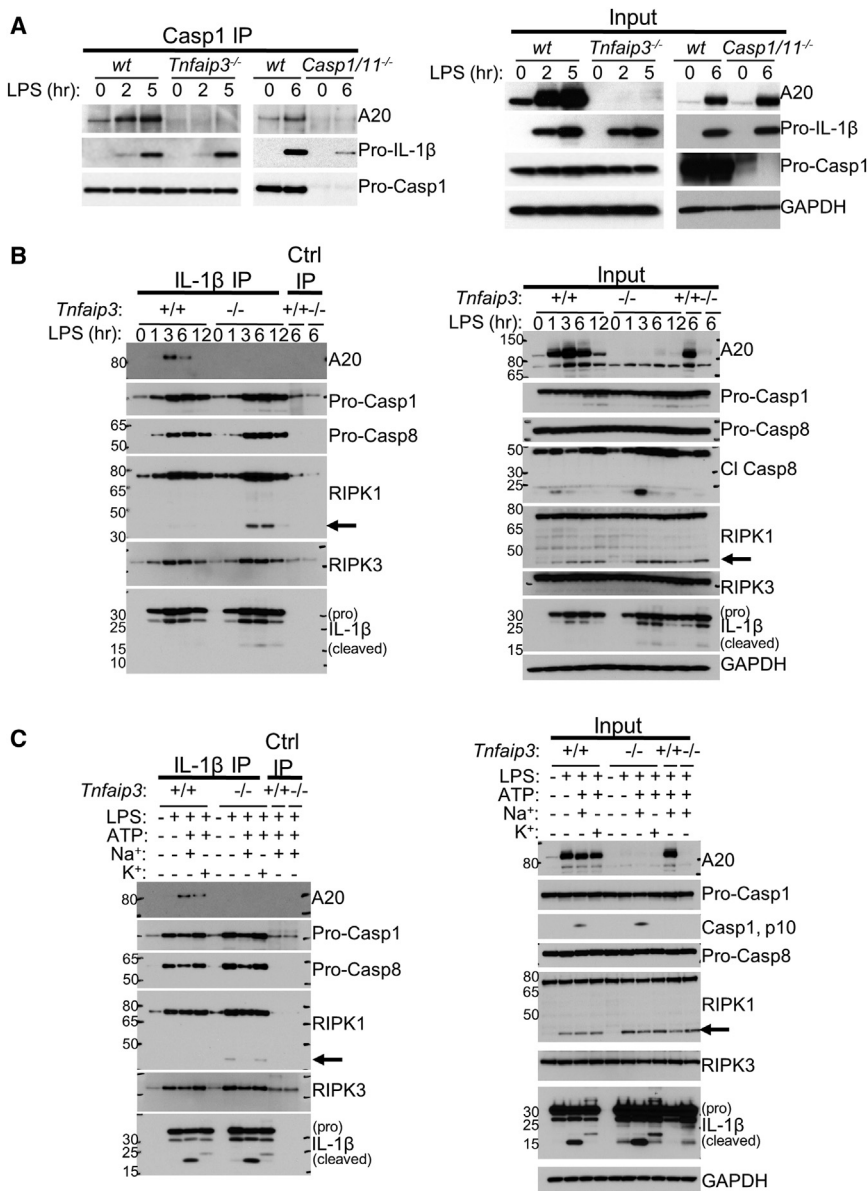 A
Casp1 IP
wt Tnfaip3-/- wt Casp1/11-/-
LPS (hr): 0 2 5 0 2 5 0 6 0 6
A20
Pro-IL-1β
Pro-Casp1
Input
wt Tnfaip3-/- wt Casp1/11-/-
LPS (hr): 0 2 5 0 2 5 0 6 0 6
A20
Pro-IL-1β
Pro-Casp1
GAPDH
B
Ctrl
IL-1β IP IP
Tnfaip3: +/+ -/- +/+ -/-
LPS (hr): 0 1 3 6 12 0 1 3 6 12 6 6
80 A20
Pro-Casp1
65
50
Pro-Casp8
80
65
50
30
RIPK1
RIPK3
30
25
15
10
(pro)
IL-1β
(cleaved)
Input
Tnfaip3: +/+ -/- +/+ -/-
LPS (hr): 0 1 3 6 12 0 1 3 6 12 6 6
150
80
65
A20
Pro-Casp1
Pro-Casp8
50
30
25
Cl Casp8
80
65
50
RIPK1
RIPK3
30
25
15
(pro)
IL-1β
(cleaved)
GAPDH
C
Ctrl
IL-1β IP IP
Tnfaip3: +/+ -/- +/+ -/-
LPS: - + + + - + + + + +
ATP: - - + + - - + + + +
Na+: - - + - - - + - + +
K+: - - - + - - - +
80 A20
Pro-Casp1
65
50
Pro-Casp8
80
65
50
RIPK1
RIPK3
30
25
15
(pro)
IL-1β
(cleaved)
Input
Tnfaip3: +/+ -/- +/+ -/-
LPS: - + + + - + + + + +
ATP: - - + + - - + + + +
Na+: - - + - - - + - + +
K+: - - - + - - - +
80 A20
Pro-Casp1
Casp1, p10
Pro-Casp8
80
65
50
RIPK1
RIPK3
30
25
15
(pro)
IL-1β
(cleaved)
GAPDH